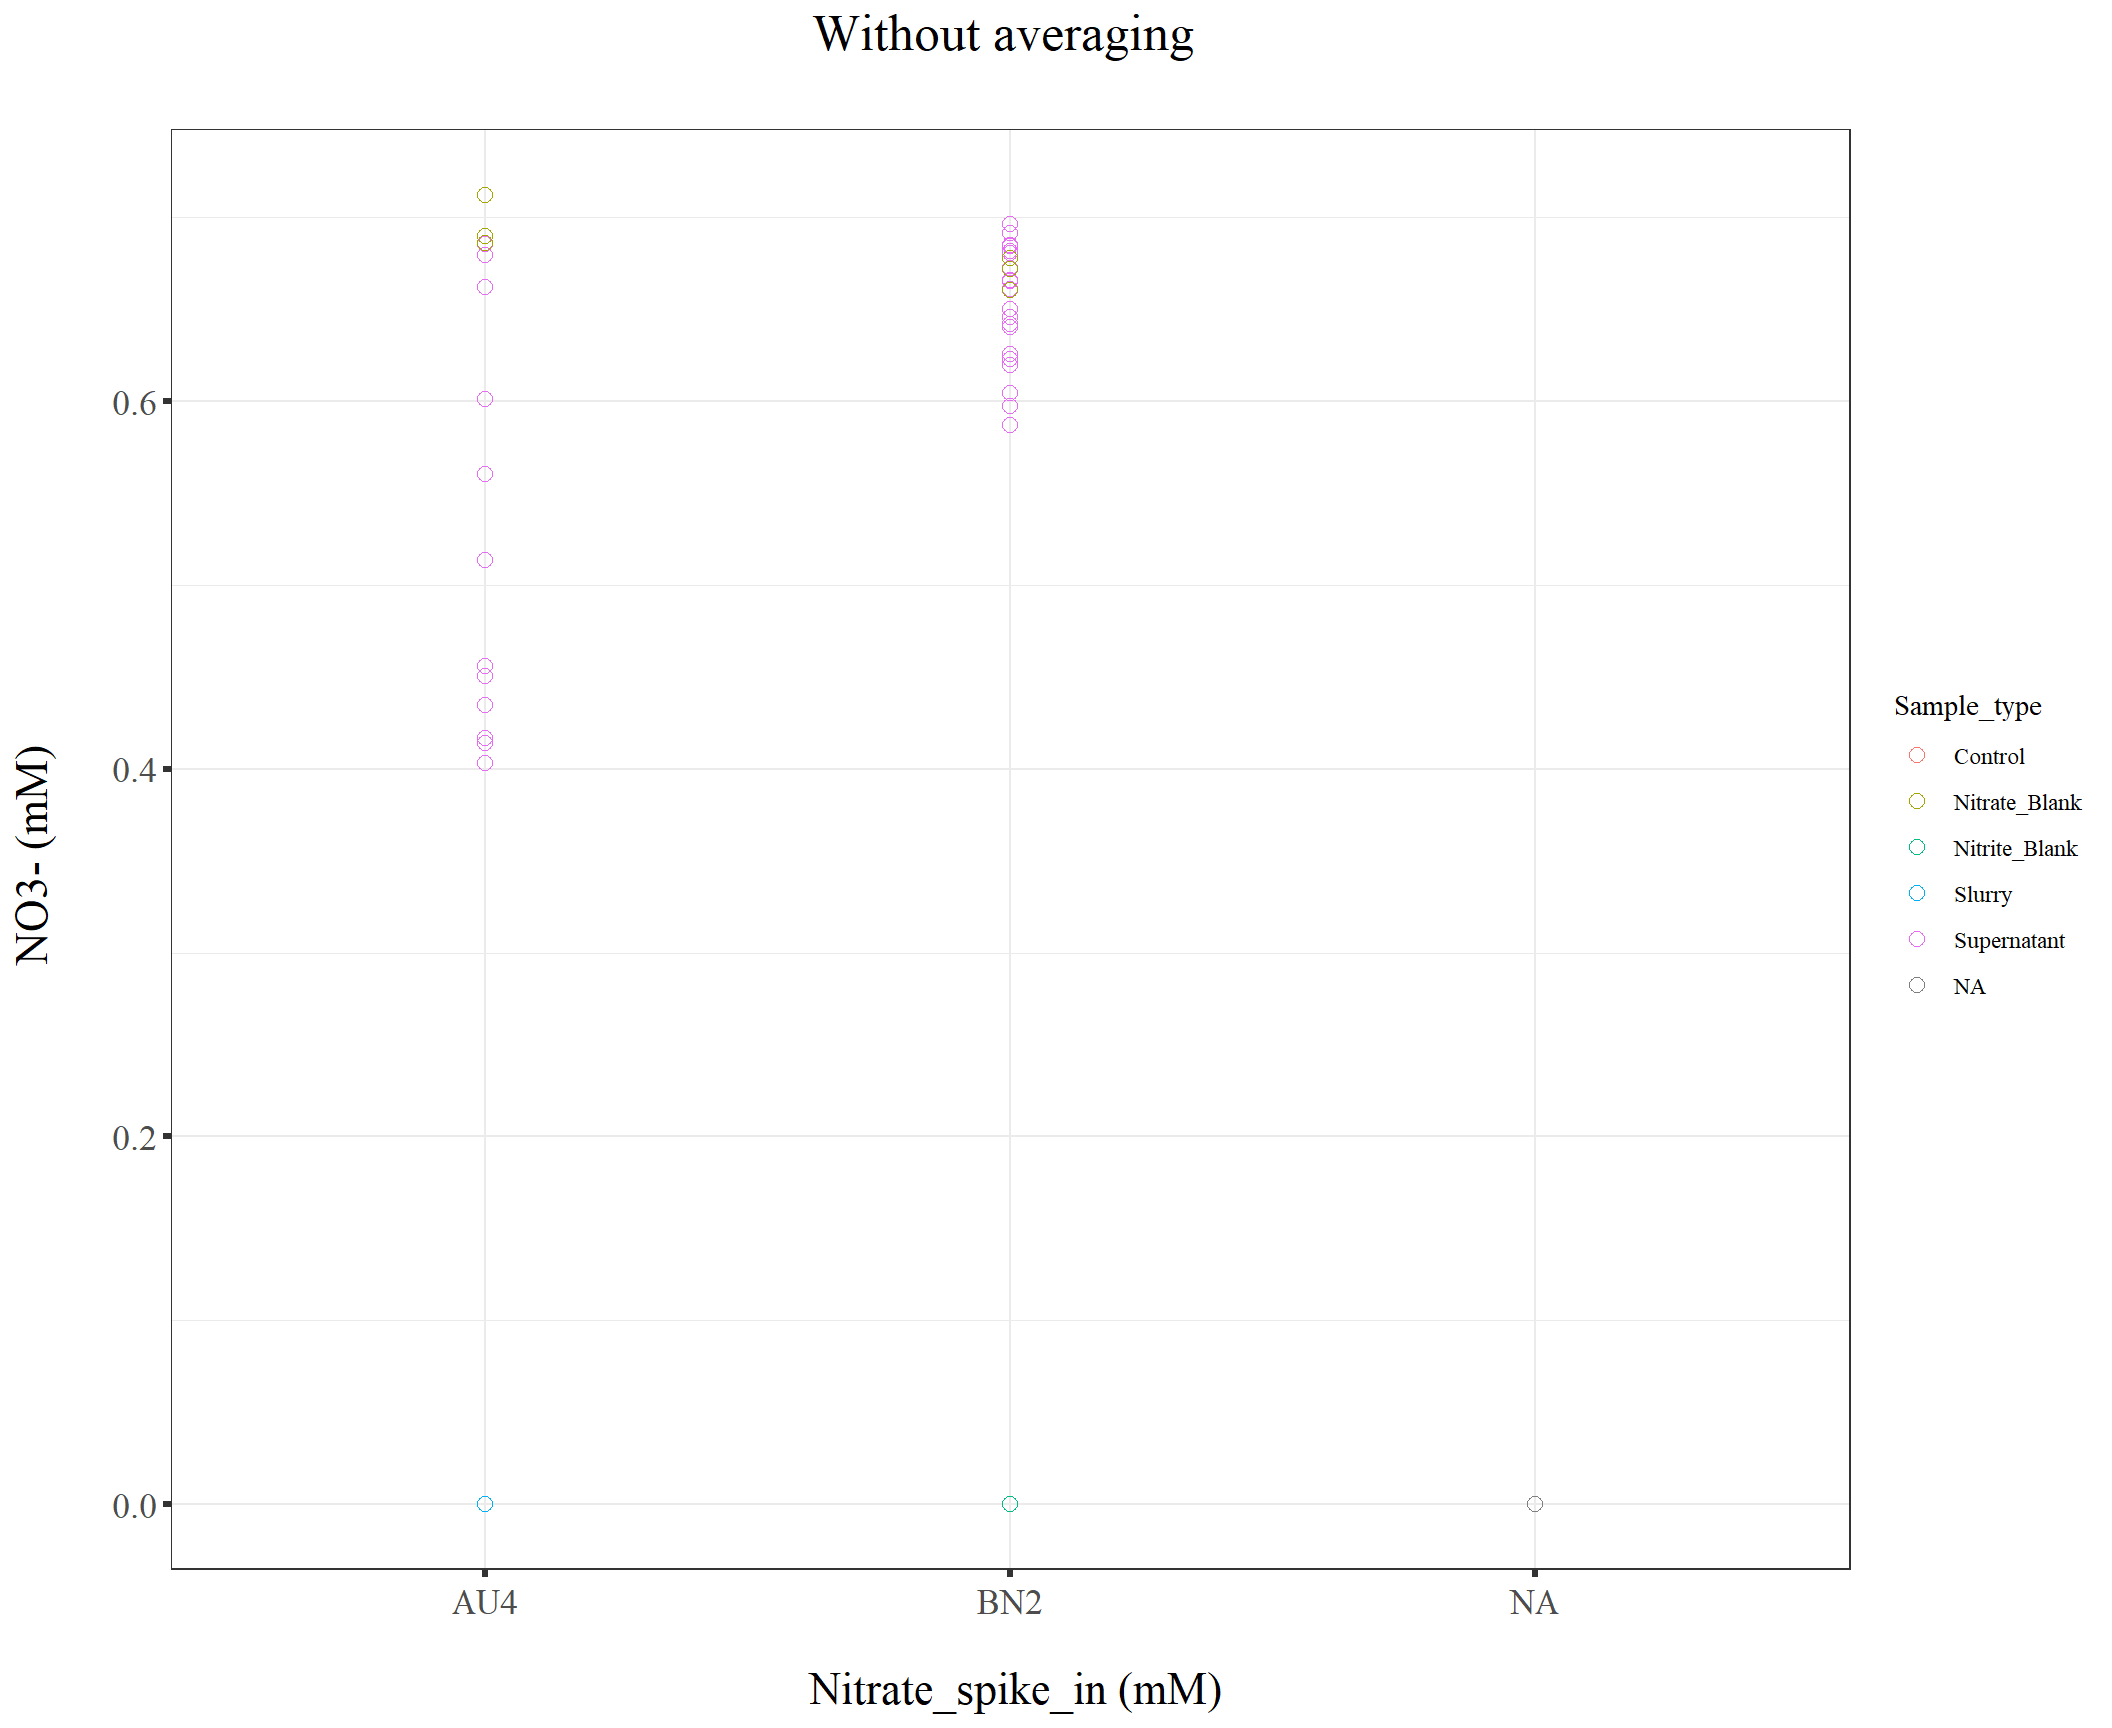 Without averaging
NO3- (mM)
0.6
0.4
0.2
0.0
AU4
BN2
NA
Nitrate_spike_in (mM)
Sample_type
Control
Nitrate_Blank
Nitrite_Blank
Slurry
Supernatant
NA